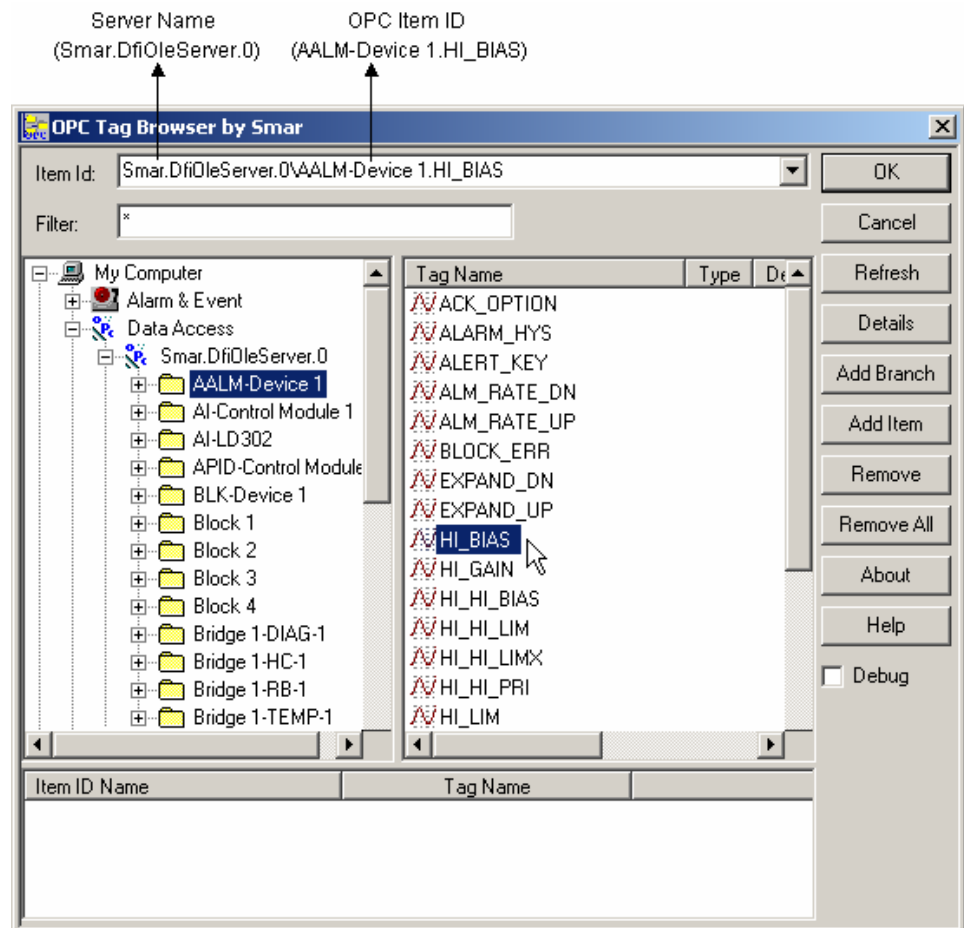 Server Name
(Smar.DfiOleServer.0)
OPC Item ID
(AALM-Device 1.HI_BIAS)
OPC Tag Browser by Smar
Item Id:
Smar.DfiOleServer.0\AALM-Device 1.HI_BIAS
OK
Filter:
*
Cancel
My Computer
Alarm & Event
Data Access
Smar.DfiOleServer.0
AALM-Device 1
AI-Control Module 1
AI-LD302
APID-Control Module
BLK-Device 1
Block 1
Block 2
Block 3
Block 4
Bridge 1-DIAG-1
Bridge 1-HC-1
Bridge 1-RB-1
Bridge 1-TEMP-1
Tag Name
Type
De
ACK_OPTION
ALARM_HYS
ALERT_KEY
ALM_RATE_DN
ALM_RATE_UP
BLOCK_ERR
EXPAND_DN
EXPAND_UP
HI_BIAS
HI_GAIN
HI_HI_BIAS
HI_HI_LIM
HI_HI_LIMX
HI_HI_PRI
HI_LIM
Refresh
Details
Add Branch
Add Item
Remove
Remove All
About
Help
Debug
Item ID Name
Tag Name